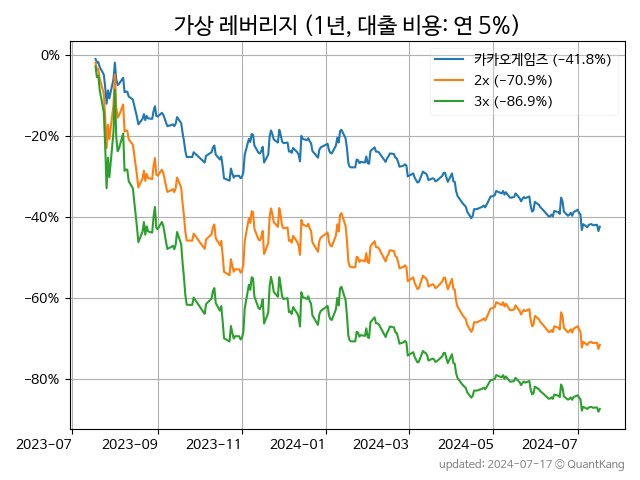 가상 레버리지 (1년, 대출 비용: 연 5%)
카카오게임즈 (−41.8%)
2x (−70.9%)
3x (−86.9%)
0%
−20%
−40%
−60%
−80%
2023−07 2023−09 2023−11 2024−01 2024−03 2024−05 2024−07
updated: 2024−07−17 © QuantKang